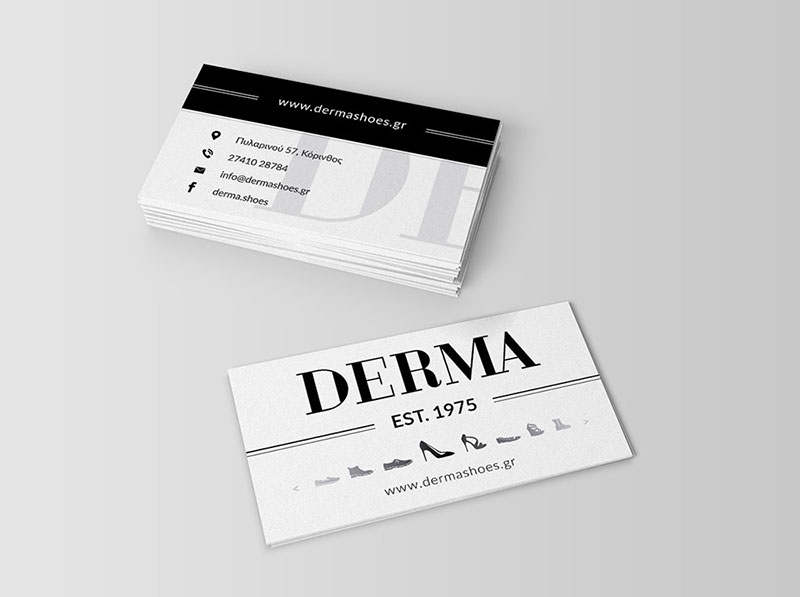 www.dermashoes.gr
Πυλαρινού 57, Κόρινθος
27410 28784
info@dermashoes.gr
derma.shoes
DE
DERMA
EST. 1975
< >
www.dermashoes.gr